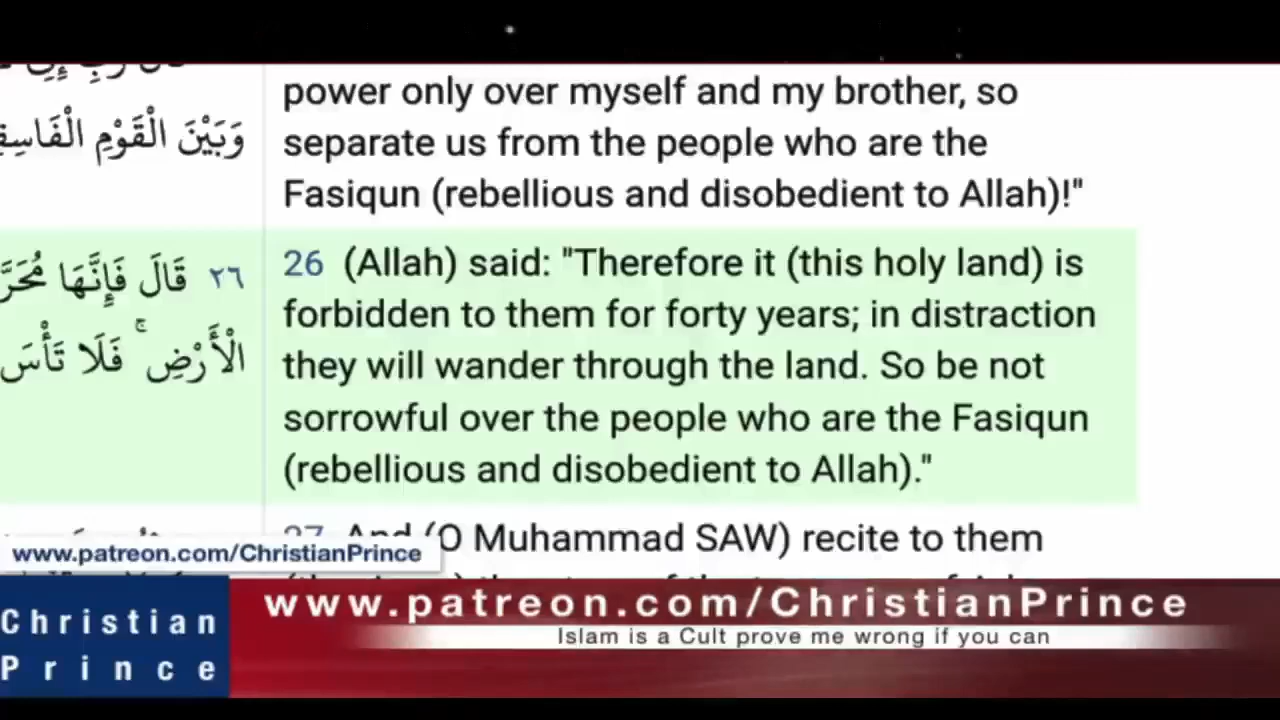 power only over myself and my brother, so
وَبَيْنَ الْقَوْمِ
separate us from the people who are the
Fasiqun (rebellious and disobedient to Allah)!"
٢٦ قَالَ فَإِنَّهَا
26 (Allah) said: "Therefore it (this holy land) is
forbidden to them for forty years; in distraction
الْأَرْضِ ۚ فَلَا تَأْسَ
they will wander through the land. So be not
sorrowful over the people who are the Fasiqun
(rebellious and disobedient to Allah)."
27 And (O Muhammad SAW) recite to them
www.patreon.com/ChristianPrince
Christian
Prince
www.patreon.com/ChristianPrince
Islam is a Cult prove me wrong if you can